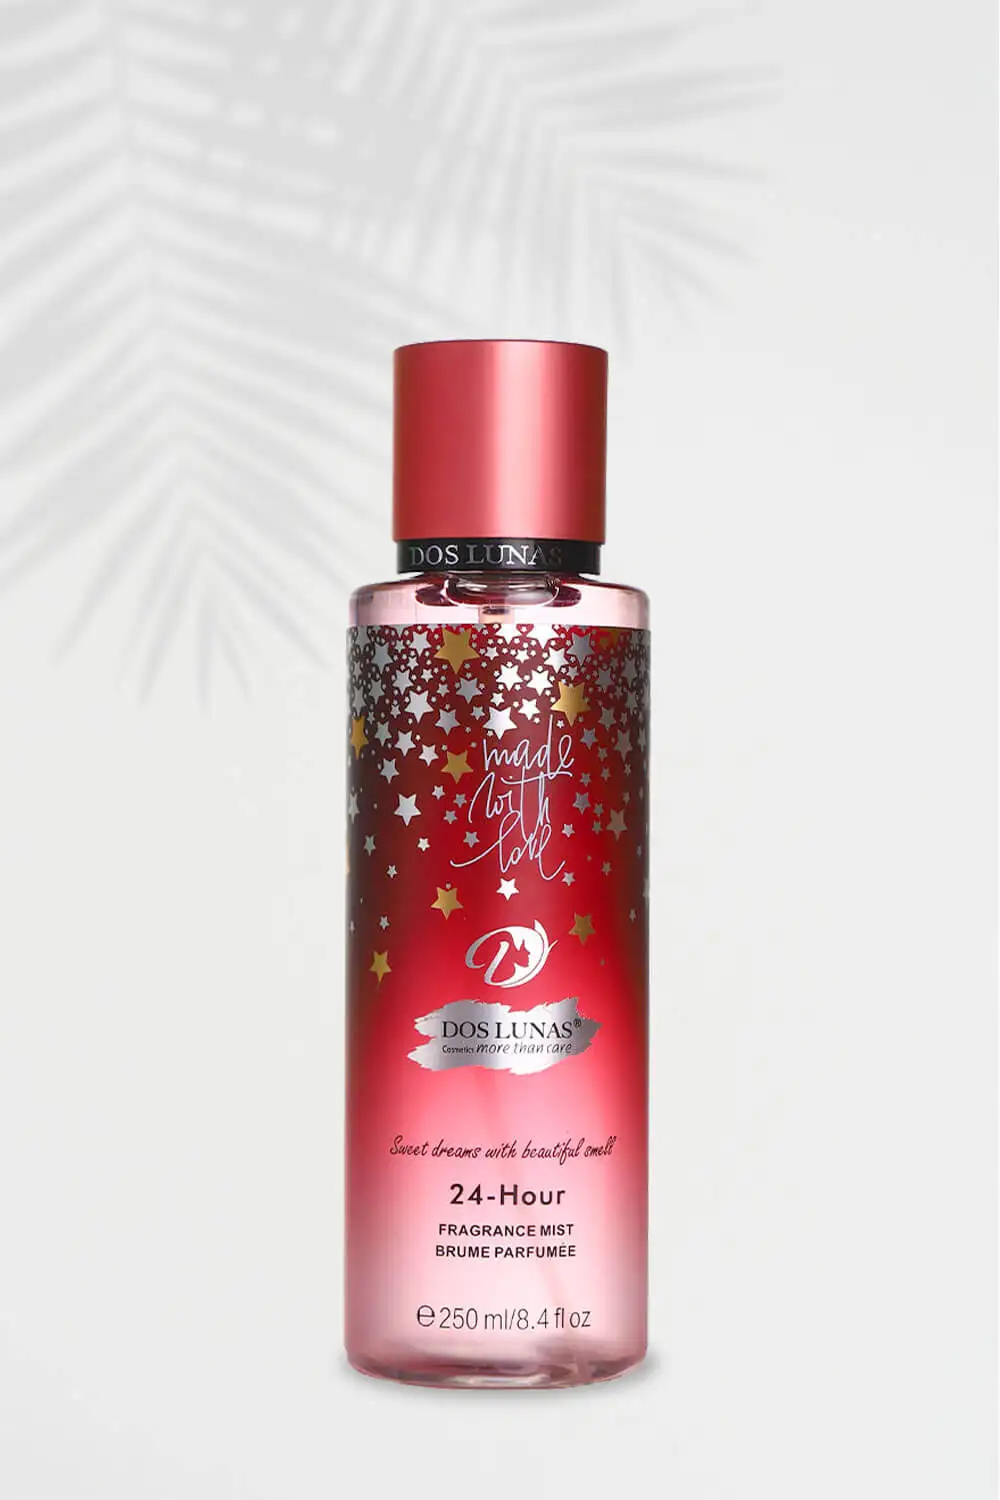 DOS LUNAS
made
with
love
DOS LUNAS®
Cosmetics more than care
Sweet dreams with beautiful smell
24-Hour
FRAGRANCE MIST
BRUME PARFUMÉE
℮250 ml/8.4 fl oz